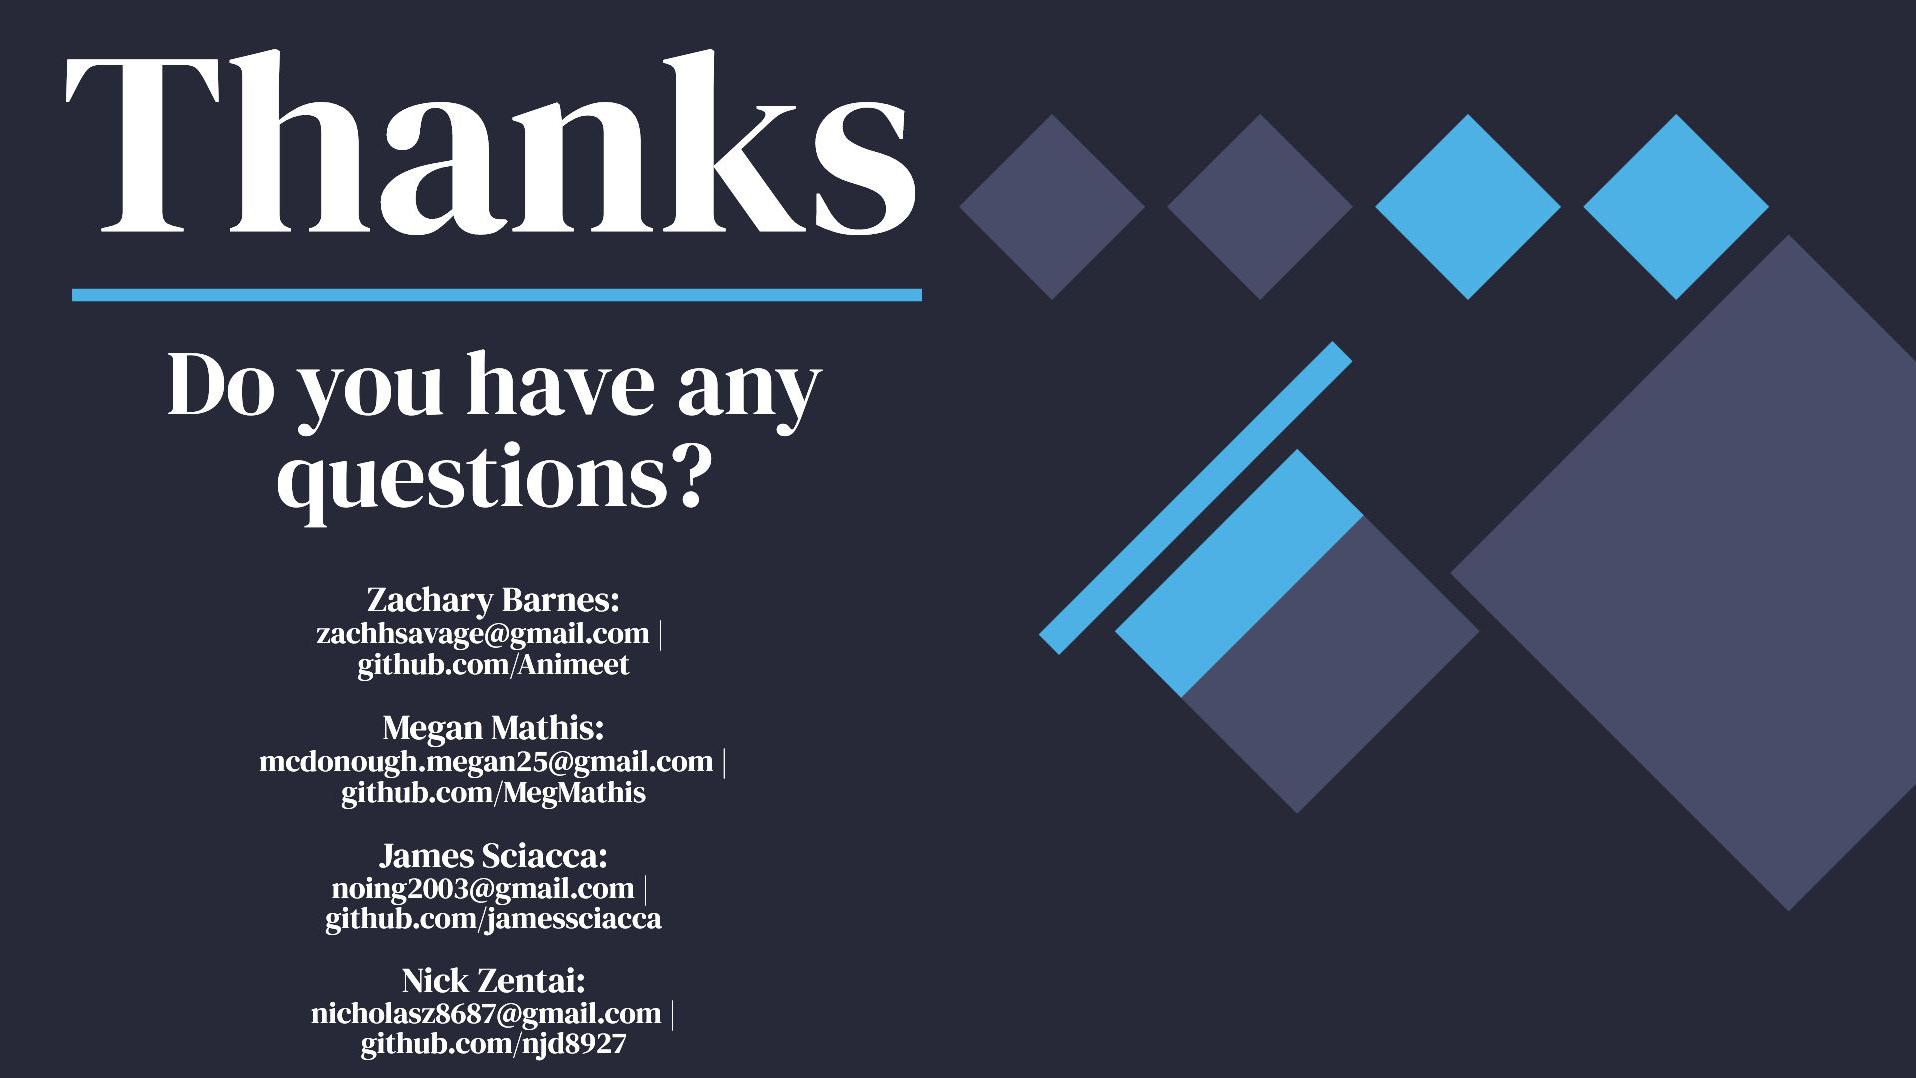 Thanks
Do you have any
questions?
Zachary Barnes:
zachhsavage@gmail.com |
github.com/Animeet
Megan Mathis:
mcdonough.megan25@gmail.com |
github.com/MegMathis
James Sciacca:
noing2003@gmail.com |
github.com/jamessciacca
Nick Zentai:
nicholasz8687@gmail.com |
github.com/njd8927